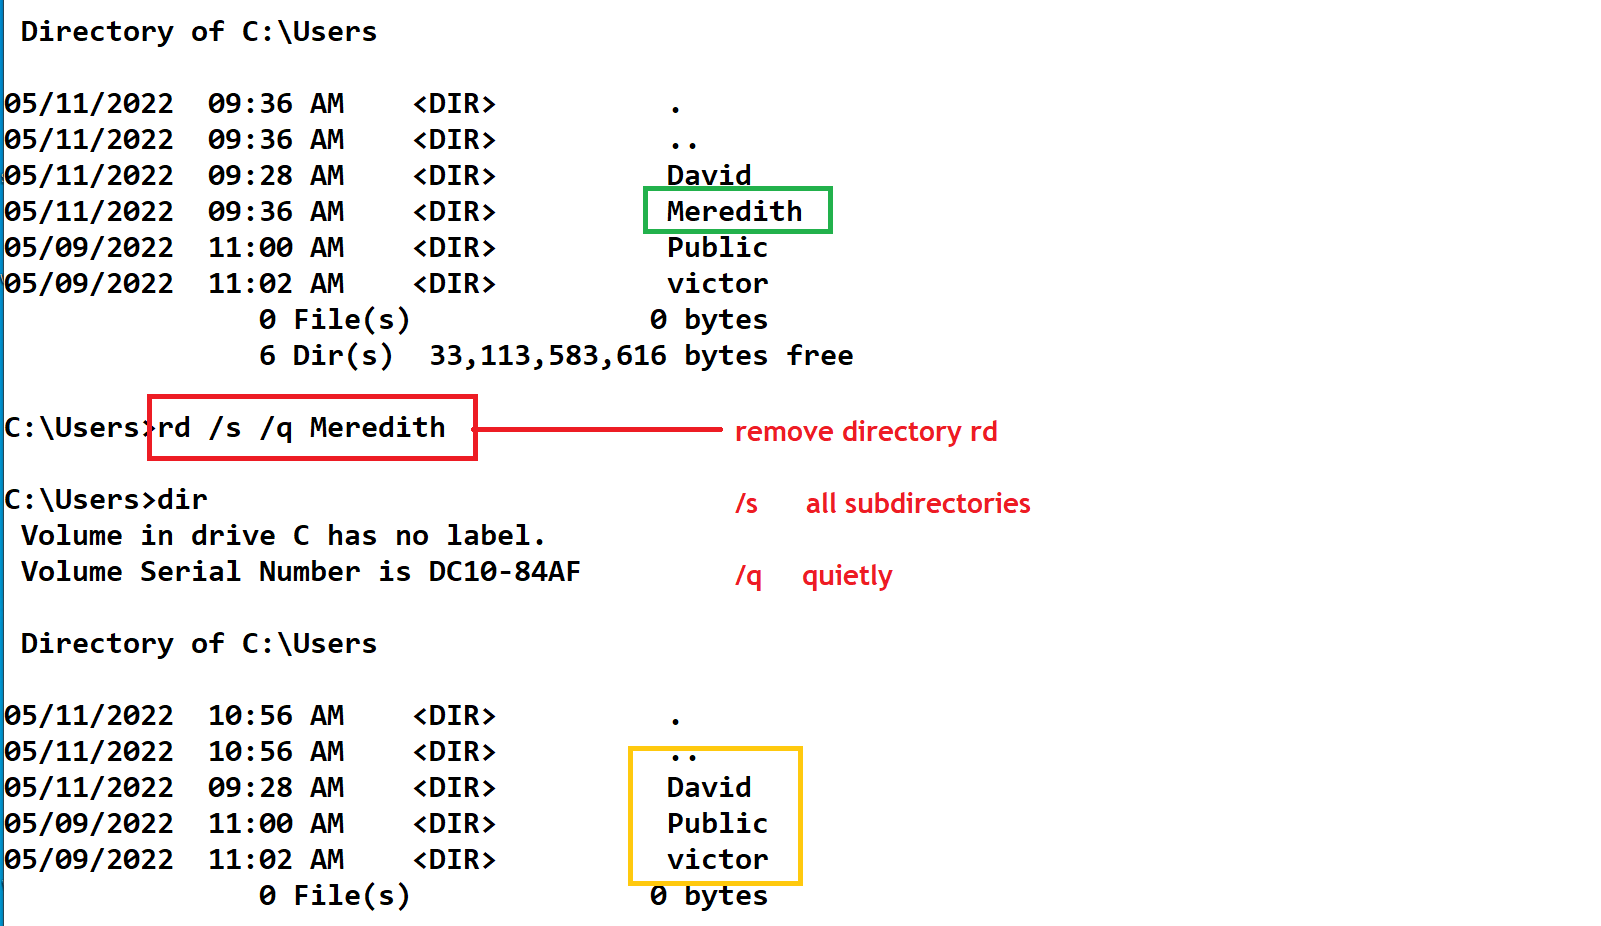 Directory of C:\Users
05/11/2022  09:36 AM    <DIR>          .
05/11/2022  09:36 AM    <DIR>          ..
05/11/2022  09:28 AM    <DIR>          David
05/11/2022  09:36 AM    <DIR>          Meredith
05/09/2022  11:00 AM    <DIR>          Public
05/09/2022  11:02 AM    <DIR>          victor
0 File(s)              0 bytes
6 Dir(s)  33,113,583,616 bytes free
C:\Users>rd /s /q Meredith
remove directory rd
C:\Users>dir
/s all subdirectories
Volume in drive C has no label.
Volume Serial Number is DC10-84AF
/q quietly
Directory of C:\Users
05/11/2022  10:56 AM    <DIR>          .
05/11/2022  10:56 AM    <DIR>          ..
05/11/2022  09:28 AM    <DIR>          David
05/09/2022  11:00 AM    <DIR>          Public
05/09/2022  11:02 AM    <DIR>          victor
0 File(s)              0 bytes